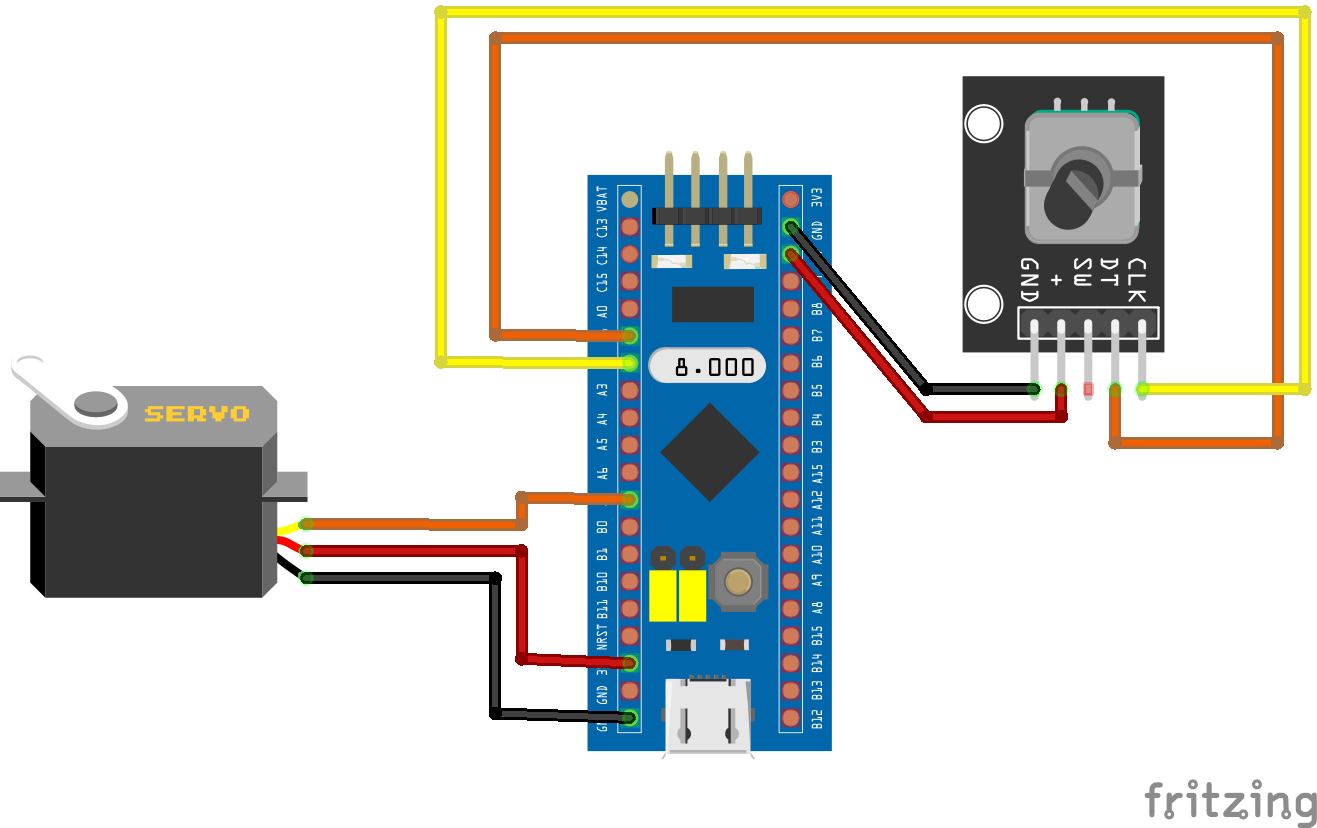 VBAT
C13
C14
C15
A0
A3
A4
A5
A6
B0
B1
B10
B11
NRST
3
GND
G
8.000
3V3
GND
B8
B7
B6
B5
B4
B3
A15
A12
A11
A10
A9
A8
B15
B14
B13
B12
GND
+
SW
DT
CLK
SERVO
fritzing